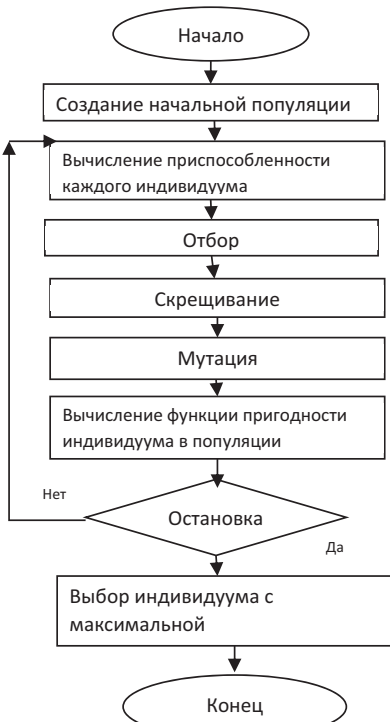 Начало
Создание начальной популяции
Вычисление приспособленности
каждого индивидуума
Отбор
Скрещивание
Мутация
Вычисление функции пригодности
индивидуума в популяции
Нет
Остановка
Да
Выбор индивидуума с
максимальной
Конец